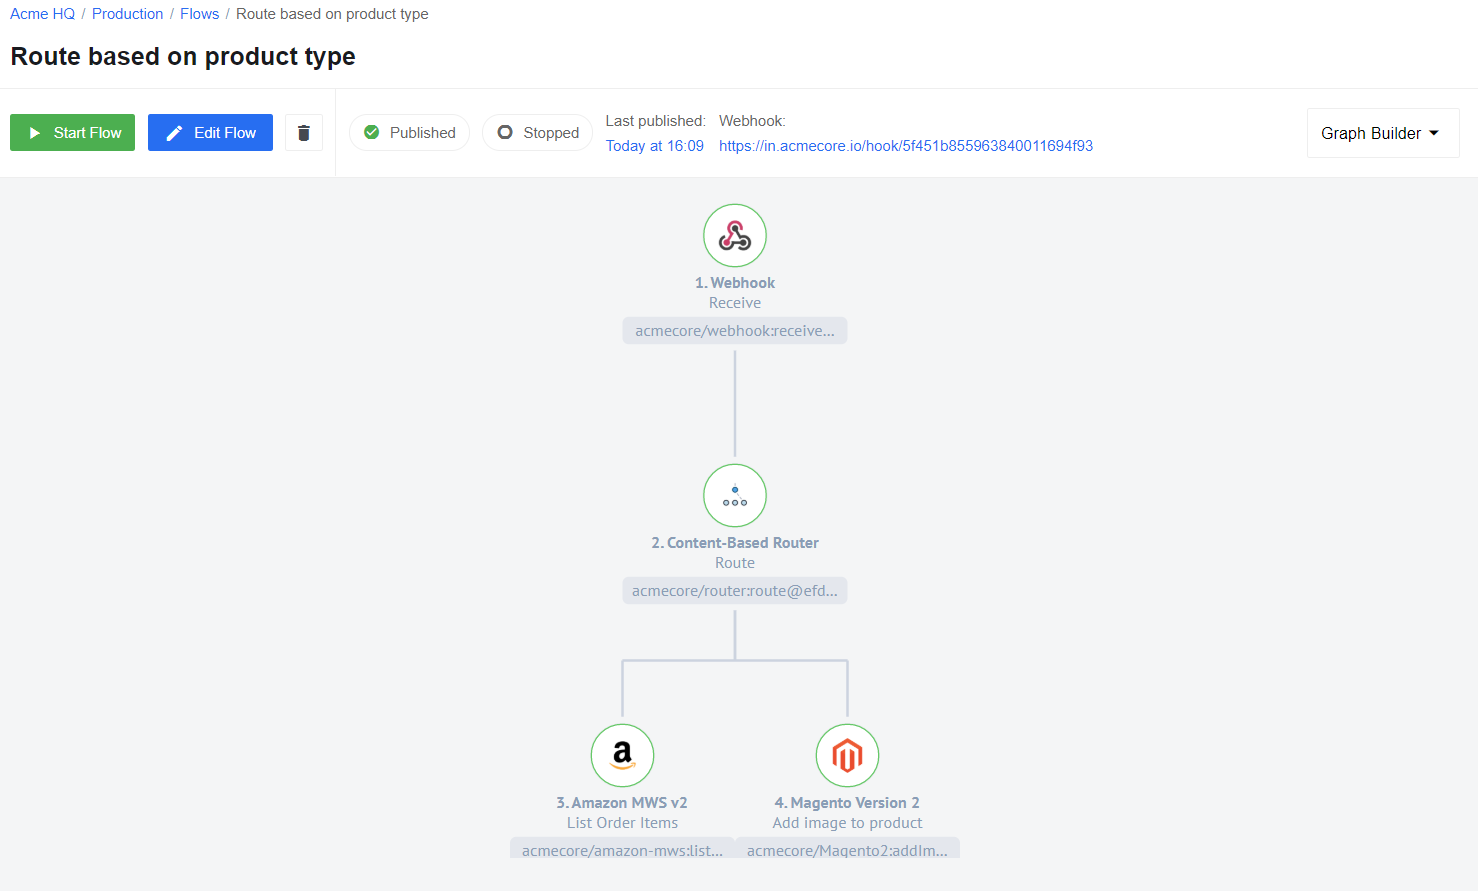 Acme HQ / Production / Flows / Route based on product type
Route based on product type
Start Flow
Edit Flow
Published
Stopped
Last published:
Today at 16:09
Webhook:
https://in.acmecore.io/hook/5f451b855963840011694f93
Graph Builder
1. Webhook
Receive
acmecore/webhook:receive...
2. Content-Based Router
Route
acmecore/router:route@efd...
3. Amazon MWS v2
List Order Items
acmecore/amazon-mws:list...
4. Magento Version 2
Add image to product
acmecore/Magento2:addIm...